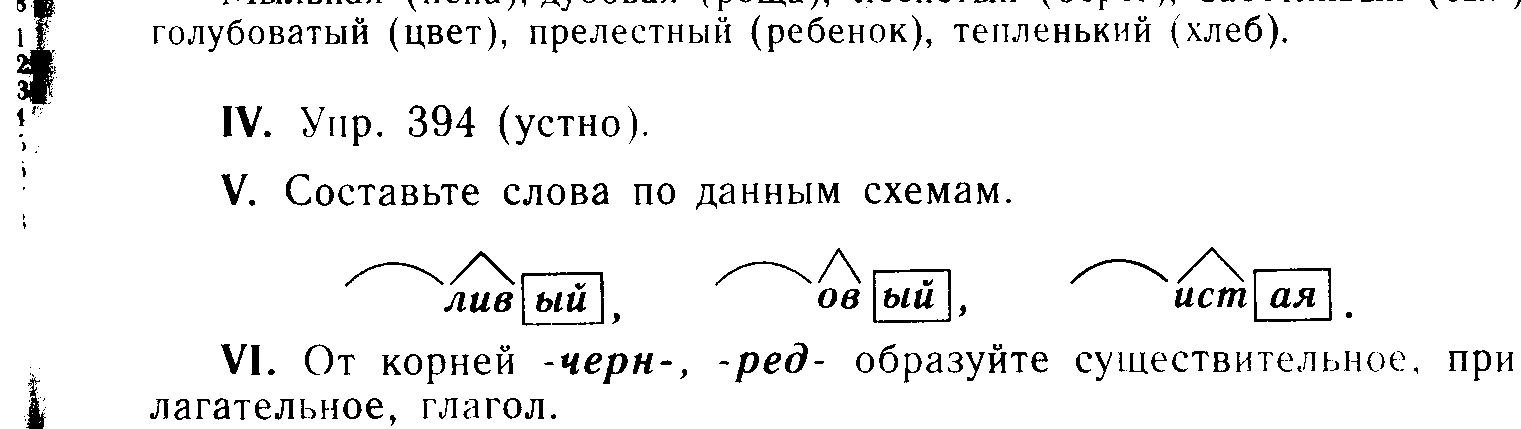 голубоватый (цвет), прелестный (ребенок), тепленький (хлеб).
IV. Упр. 394 (устно).
V. Составьте слова по данным схемам.
лив ый, ов ый, ист ая.
VI. От корней -черн-, -ред- образуйте существительное, при
лагательное, глагол.